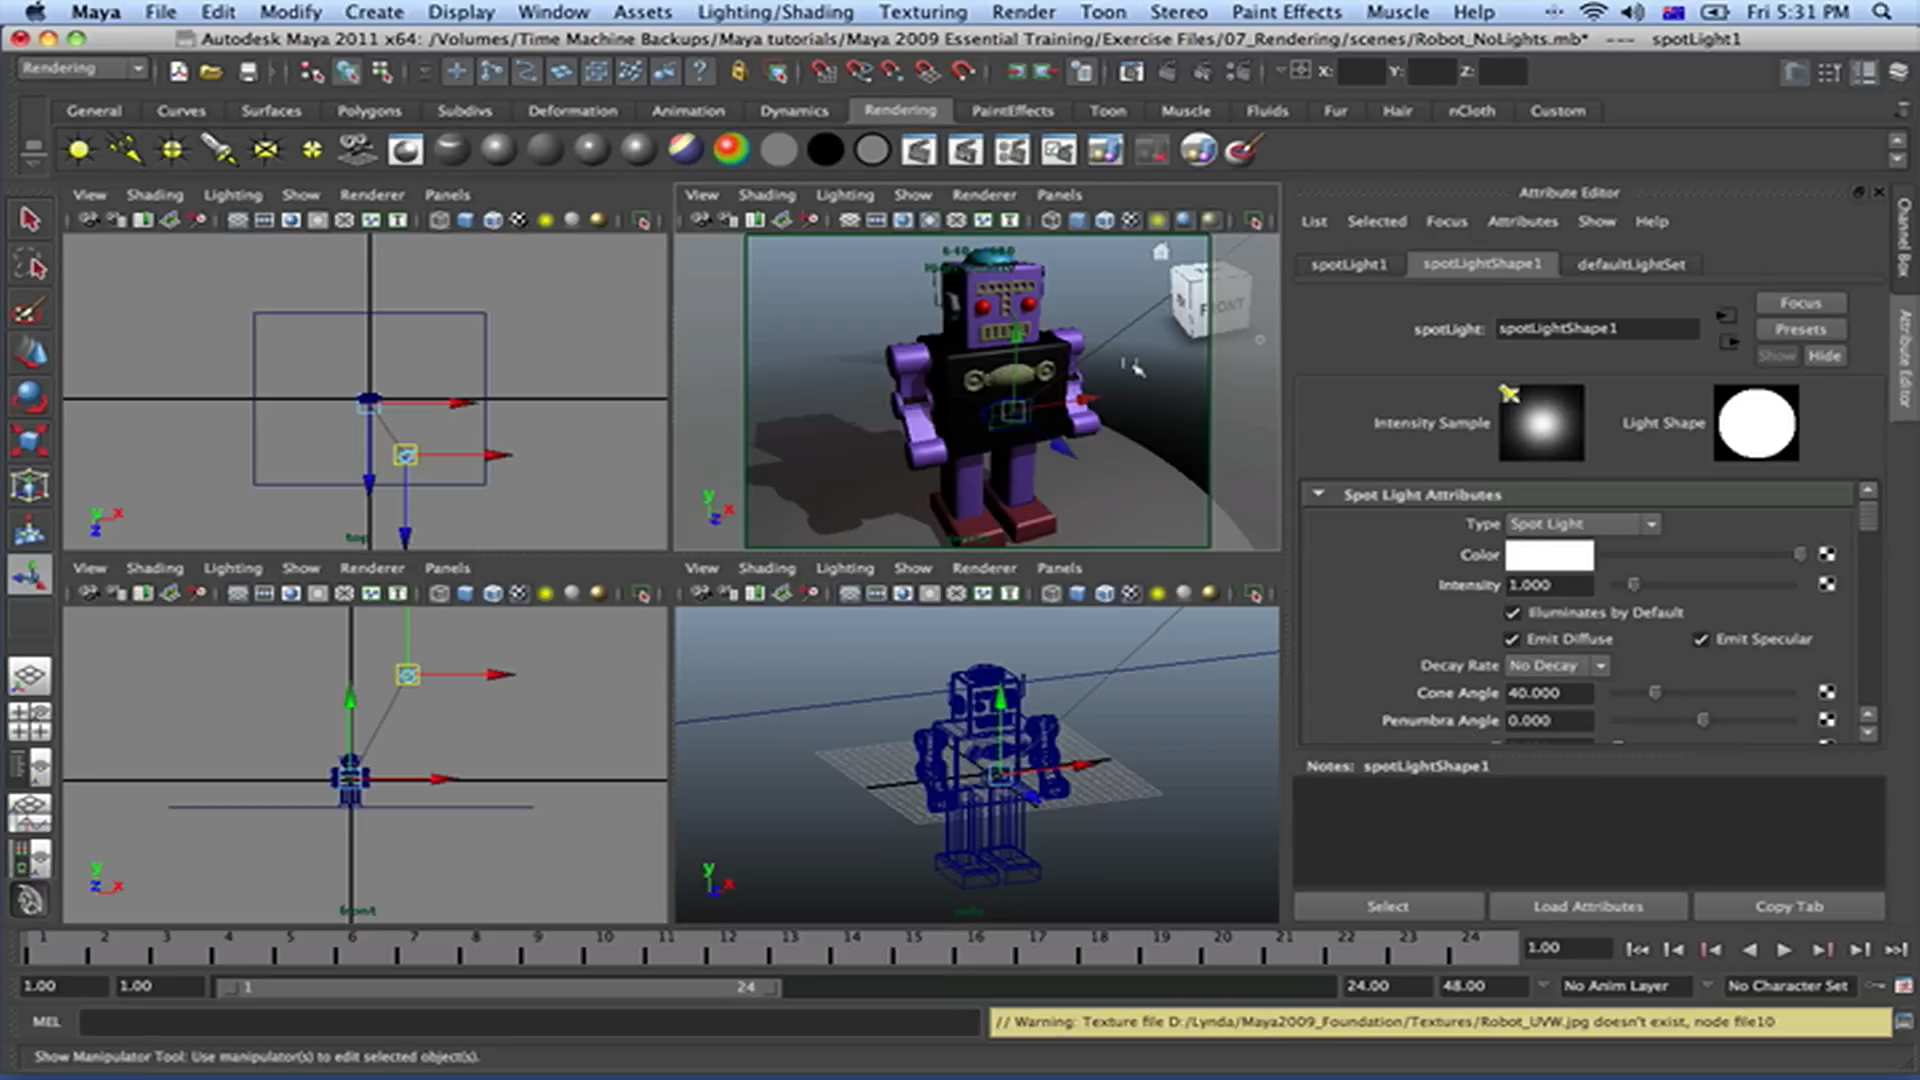 Maya File Edit Modify Create Display Window Assets Lighting/Shading Texturing Render Toon Stereo Paint Effects Muscle Help Fri 5:31 PM
Autodesk Maya 2011 x64: /Volumes/Time Machine Backups/Maya tutorials/Maya 2009 Essential Training/Exercise Files/07_Rendering/scenes/Robot_NoLights.mb* --- spotLight1
Rendering X: Y: Z:
General Curves Surfaces Polygons Subdivs Deformation Animation Dynamics Rendering PaintEffects Toon Muscle Fluids Fur Hair nCloth Custom
View Shading Lighting Show Renderer Panels
top
y x
z
View Shading Lighting Show Renderer Panels
FRONT
y x
z
View Shading Lighting Show Renderer Panels
front
y
z x
View Shading Lighting Show Renderer Panels
y x
z
Attribute Editor
List Selected Focus Attributes Show Help
spotLight1 spotLightShape1 defaultLightSet
Focus
spotLight: spotLightShape1 Presets
Show Hide
Intensity Sample Light Shape
Spot Light Attributes
Type Spot Light
Color
Intensity 1.000
Illuminates by Default
Emit Diffuse Emit Specular
Decay Rate No Decay
Cone Angle 40.000
Penumbra Angle 0.000
Notes: spotLightShape1
Select Load Attributes Copy Tab
Channel Box
Attribute Editor
1 2 3 4 5 6 7 8 9 10 11 12 13 14 15 16 17 18 19 20 21 22 23 24 1.00
1.00 1.00 1 24 24.00 48.00 No Anim Layer No Character Set
MEL // Warning: Texture file D:/Lynda/Maya2009_Foundation/Textures/Robot_UVW.jpg doesn't exist, node file10
Show Manipulator Tool: Use manipulator(s) to edit selected object(s).